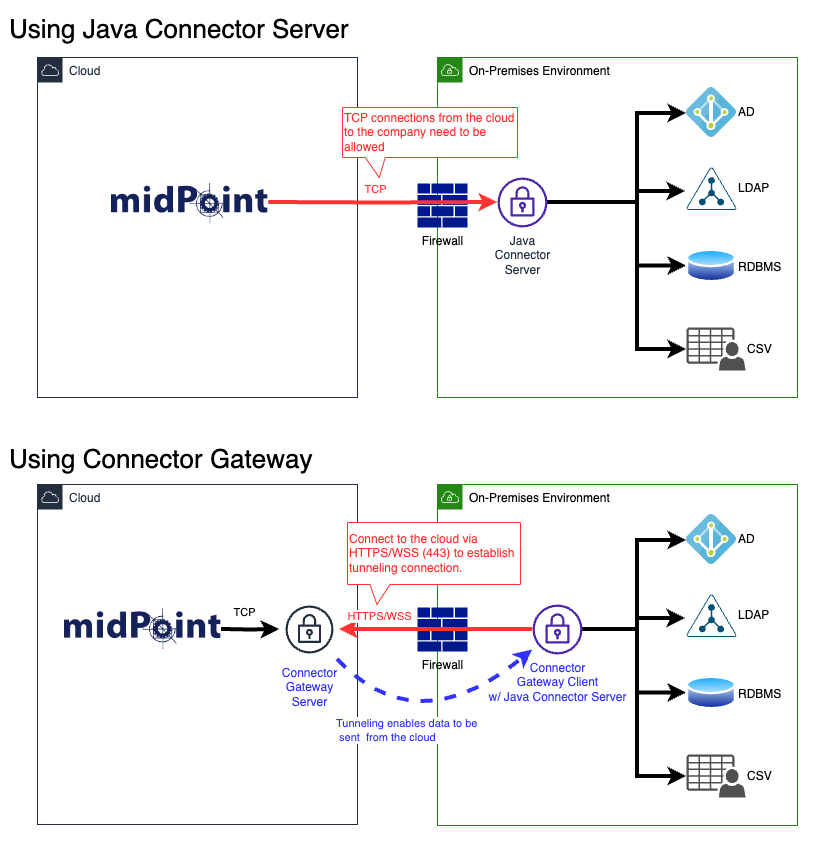 Using Java Connector Server
Cloud
On-Premises Environment
TCP connections from the cloud
to the company need to be
allowed
AD
TCP
LDAP
midPoint
Firewall
Java
Connector
Server
RDBMS
CSV
Using Connector Gateway
Cloud
On-Premises Environment
Connect to the cloud via
HTTPS/WSS (443) to establish
tunneling connection.
AD
midPoint
TCP
HTTPS/WSS
LDAP
Firewall
Connector
Gateway
Server
Connector
Gateway Client
w/ Java Connector Server
RDBMS
Tunneling enables data to be
sent from the cloud
CSV